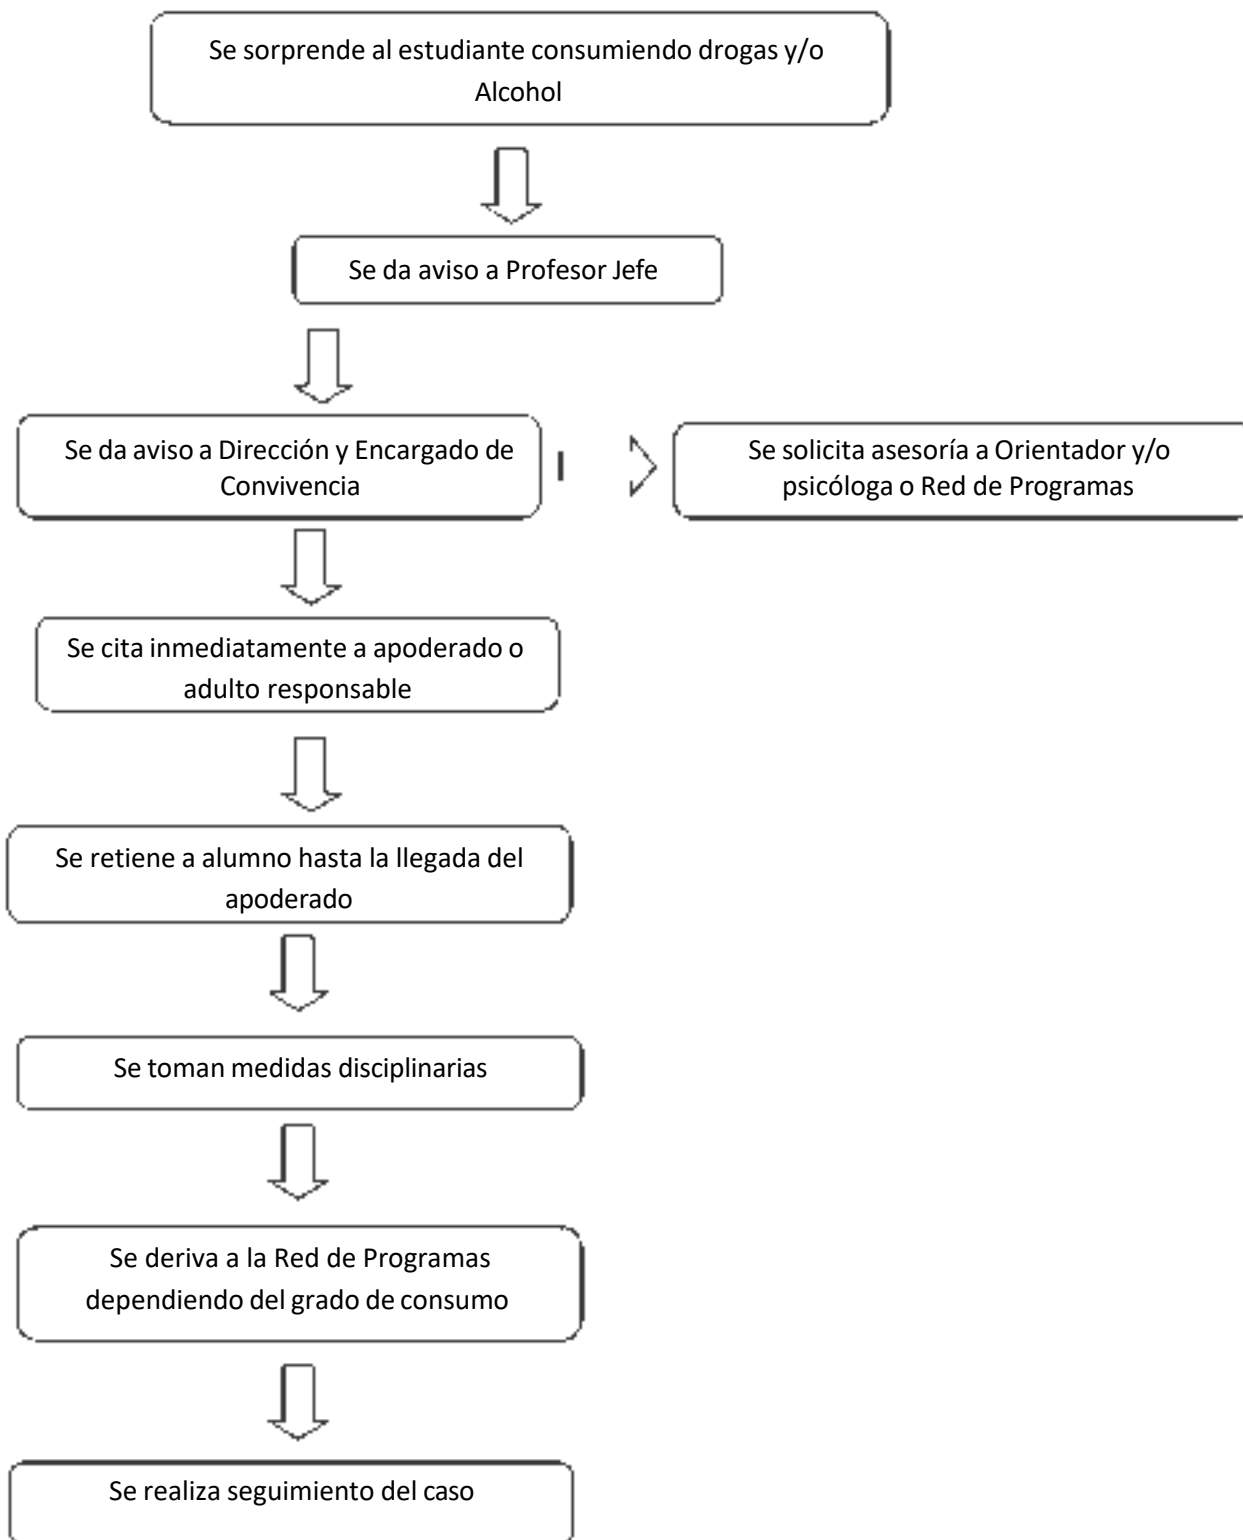 Se sorprende al estudiante consumiendo drogas y/o
Alcohol
Se da aviso a Profesor Jefe
Se da aviso a Dirección y Encargado de
Convivencia
Se solicita asesoría a Orientador y/o
psicóloga o Red de Programas
Se cita inmediatamente a apoderado o
adulto responsable
Se retiene a alumno hasta la llegada del
apoderado
Se toman medidas disciplinarias
Se deriva a la Red de Programas
dependiendo del grado de consumo
Se realiza seguimiento del caso